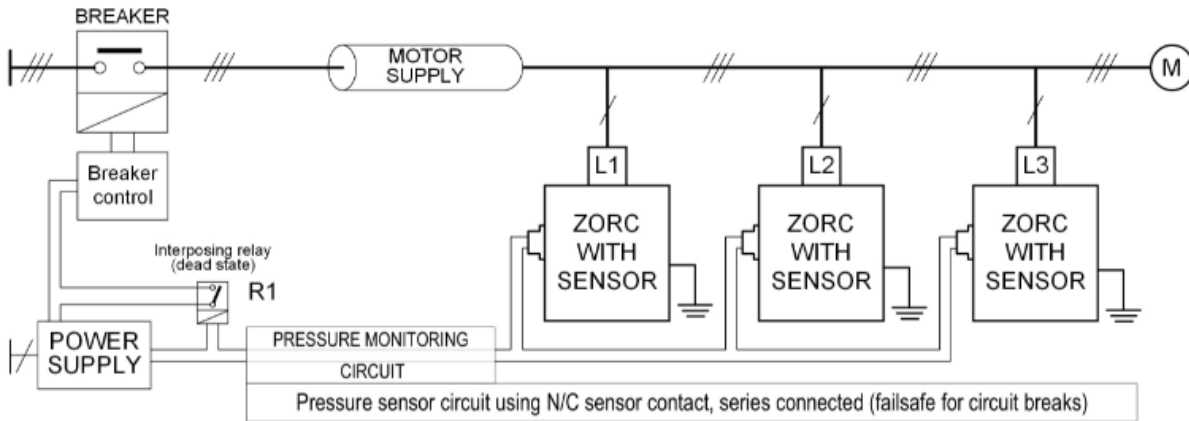 BREAKER
MOTOR
SUPPLY
M
Breaker
control
L1
L2
L3
ZORC
WITH
SENSOR
ZORC
WITH
SENSOR
ZORC
WITH
SENSOR
Interposing relay
(dead state)
R1
POWER
SUPPLY
PRESSURE MONITORING
CIRCUIT
Pressure sensor circuit using N/C sensor contact, series connected (failsafe for circuit breaks)